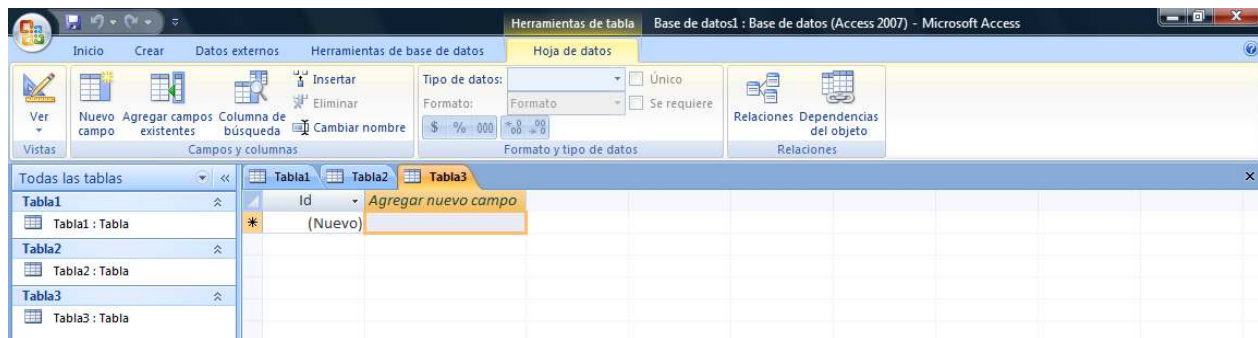 Herramientas de tabla Base de datos1 : Base de datos (Access 2007) - Microsoft Access
Inicio Crear Datos externos Herramientas de base de datos Hoja de datos
Ver
Vistas
Nuevo campo
Agregar campos existentes
Columna de búsqueda
Insertar
Eliminar
Cambiar nombre
Campos y columnas
Tipo de datos: Único
Formato: Formato Se requiere
$ % 000
Formato y tipo de datos
Relaciones
Dependencias del objeto
Relaciones
Todas las tablas
Tabla1
Tabla1 : Tabla
Tabla2
Tabla2 : Tabla
Tabla3
Tabla3 : Tabla
Tabla1 Tabla2 Tabla3
Id Agregar nuevo campo
(Nuevo)